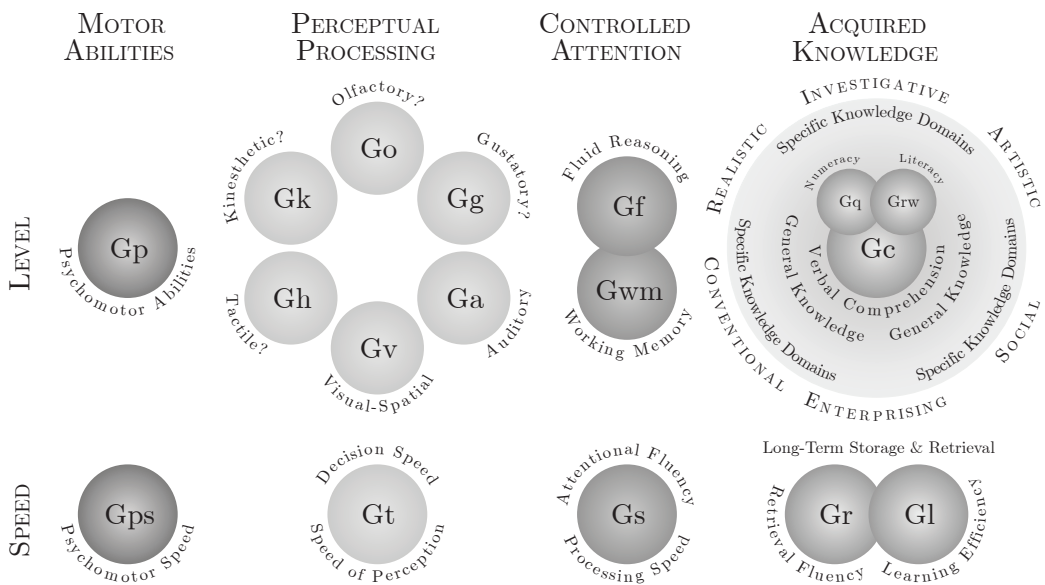 MOTOR
ABILITIES
PERCEPTUAL
PROCESSING
CONTROLLED
ATTENTION
ACQUIRED
KNOWLEDGE
LEVEL
Gp
Psychomotor Abilities
Olfactory?
Go
Kinesthetic?
Gk
Gustatory?
Gg
Gh
Tactile?
Ga
Auditory
Gv
Visual-Spatial
Fluid Reasoning
Gf
Gwm
Working Memory
INVESTIGATIVE
REALISTIC
ARTISTIC
Specific Knowledge Domains
Numeracy
Literacy
Gq
Grw
Gc
Verbal Comprehension
General Knowledge
General Knowledge
Specific Knowledge Domains
Specific Knowledge Domains
CONVENTIONAL
SOCIAL
ENTERPRISING
SPEED
Gps
Psychomotor Speed
Decision Speed
Gt
Speed of Perception
Attentional Fluency
Gs
Processing Speed
Long-Term Storage & Retrieval
Gr
Retrieval Fluency
Gl
Learning Efficiency